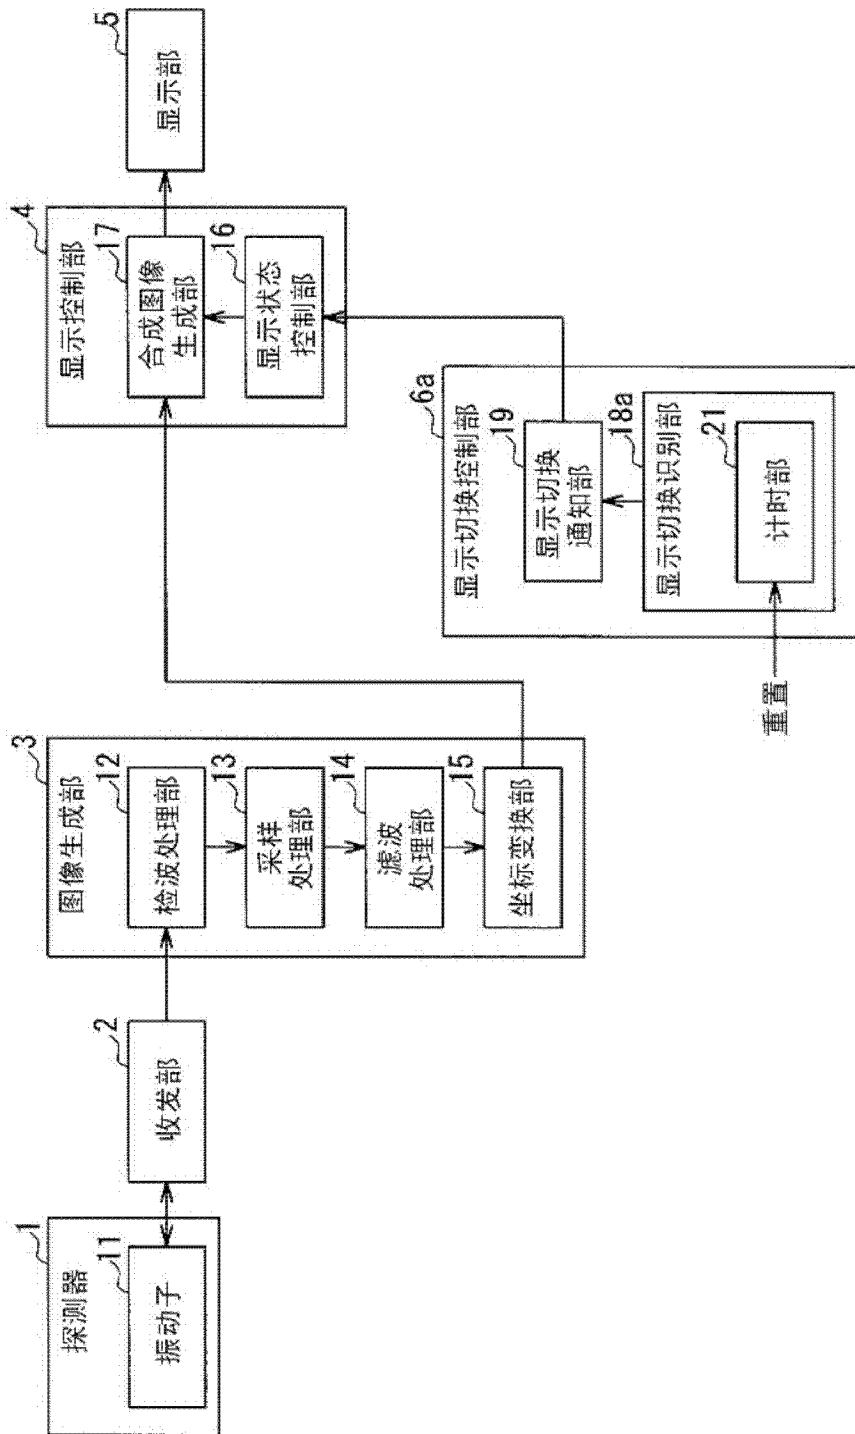 探测器
1
振动子
11
收发部
2
图像生成部
3
检波处理部
12
采样
处理部
13
滤波
处理部
14
坐标变换部
15
显示控制部
4
合成图像
生成部
17
显示状态
控制部
16
显示部
5
显示切换控制部
6a
显示切换
通知部
19
显示切换识别部
18a
计时部
21
重置